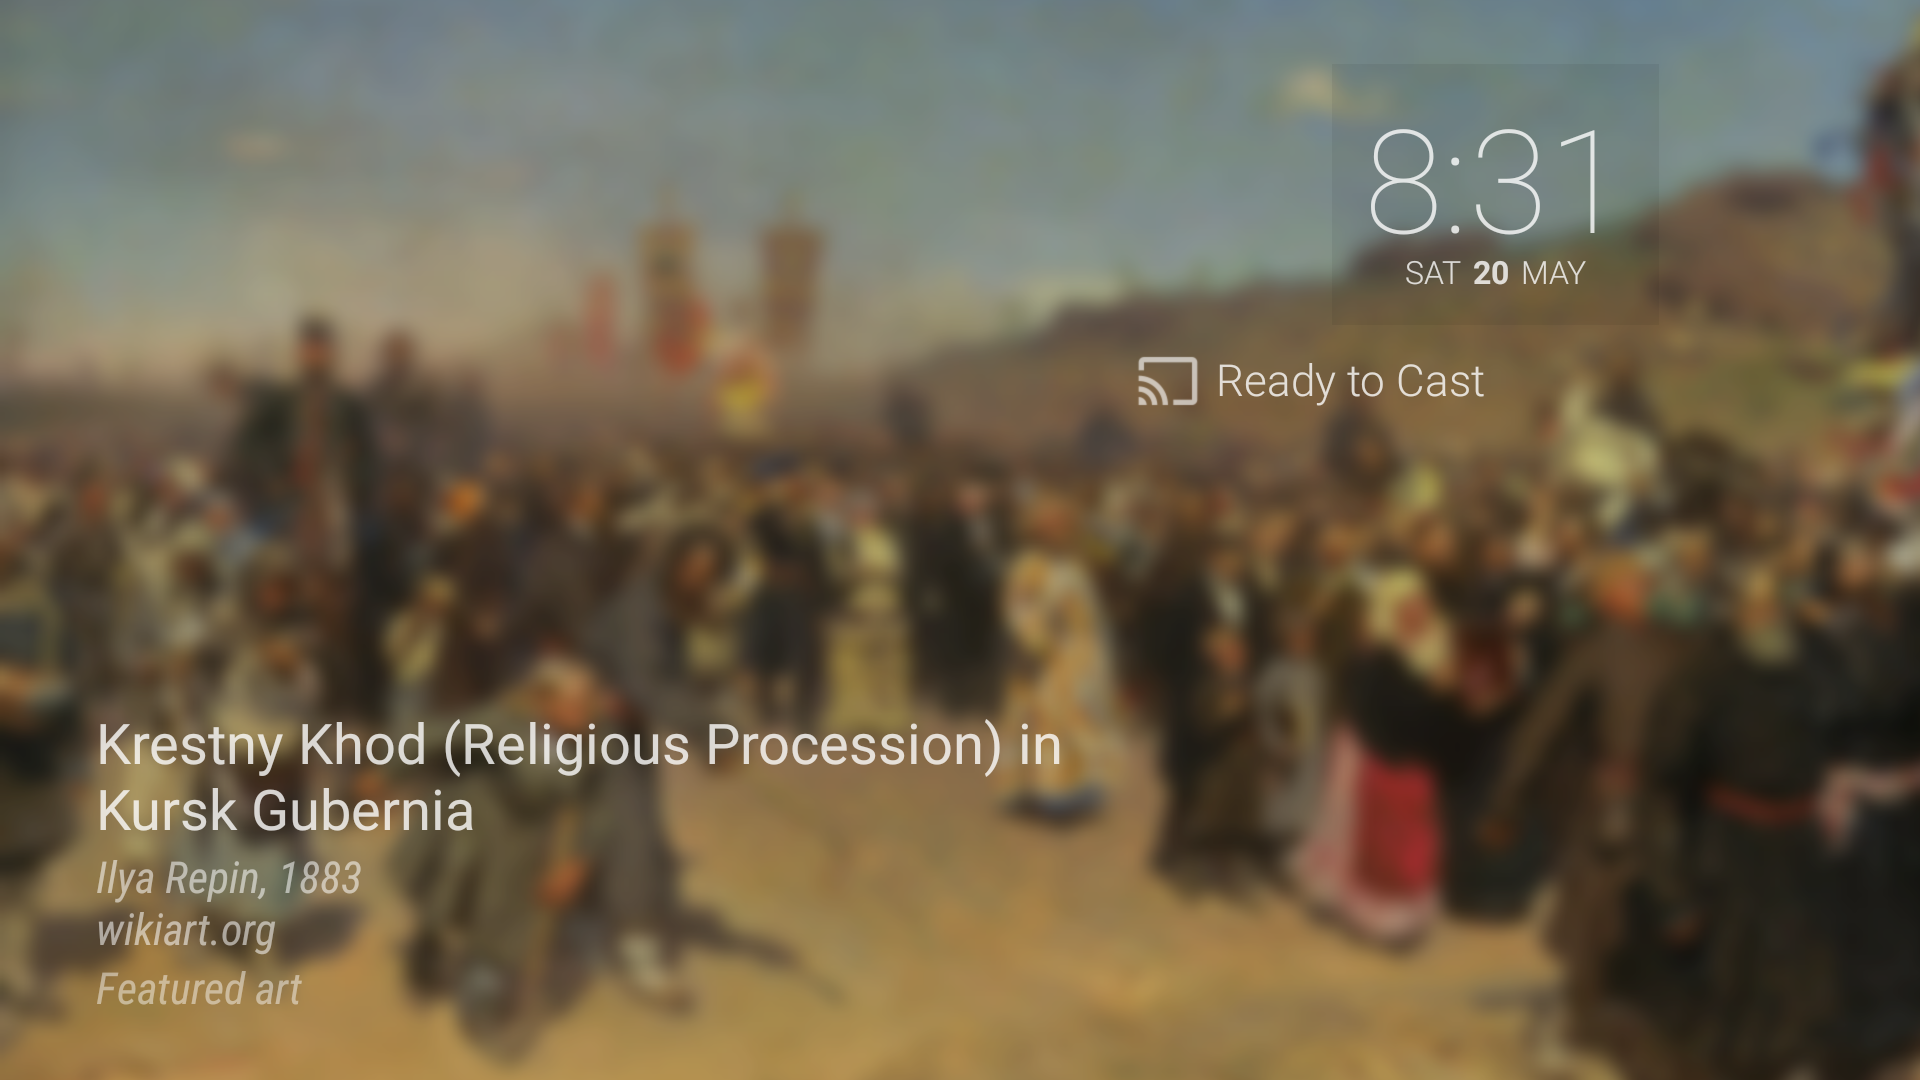 8:31
SAT 20 MAY
Ready to Cast
Krestny Khod (Religious Procession) in
Kursk Gubernia
Ilya Repin, 1883
wikiart.org
Featured art